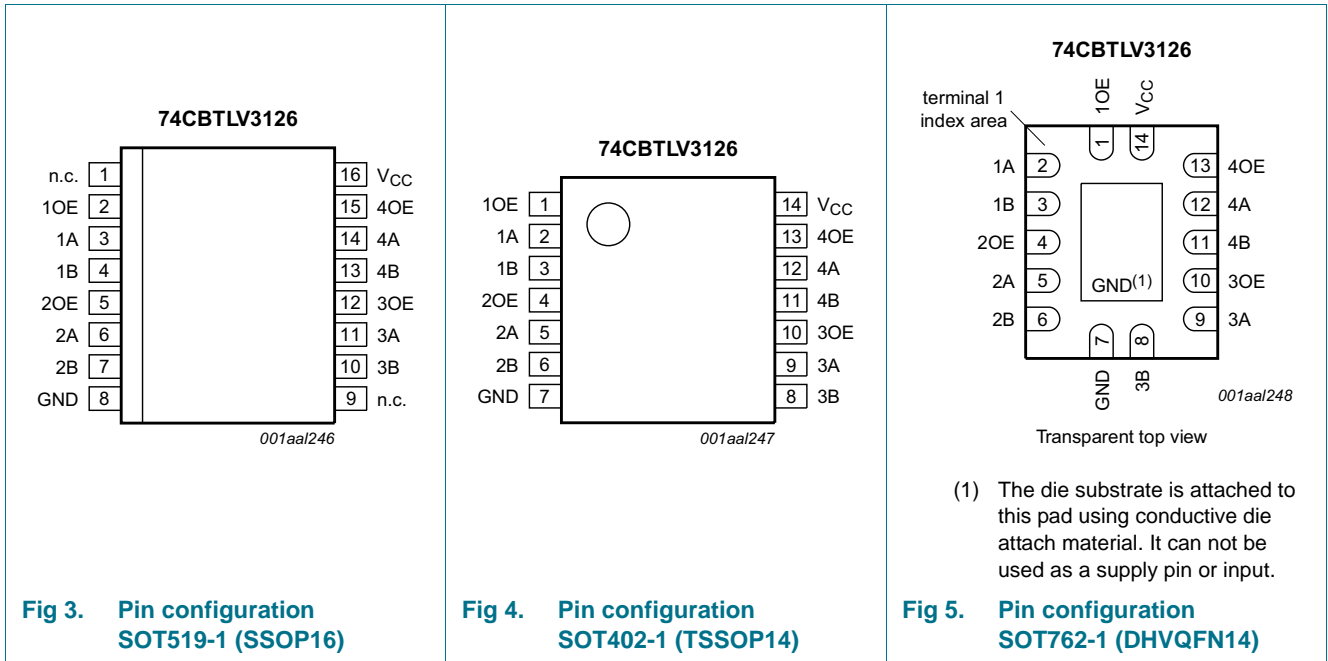 74CBTLV3126
n.c. 1
1OE 2
1A 3
1B 4
2OE 5
2A 6
2B 7
GND 8
16 VCC
15 4OE
14 4A
13 4B
12 3OE
11 3A
10 3B
9 n.c.
001aal246
Fig 3. Pin configuration
SOT519-1 (SSOP16)
74CBTLV3126
1OE 1
1A 2
1B 3
2OE 4
2A 5
2B 6
GND 7
14 VCC
13 4OE
12 4A
11 4B
10 3OE
9 3A
8 3B
001aal247
Fig 4. Pin configuration
SOT402-1 (TSSOP14)
74CBTLV3126
terminal 1
index area
1OE
VCC
1
14
1A 2
1B 3
2OE 4
2A 5
2B 6
13 4OE
12 4A
11 4B
10 3OE
9 3A
GND(1)
7
8
GND
3B
001aal248
Transparent top view
(1) The die substrate is attached to
this pad using conductive die
attach material. It can not be
used as a supply pin or input.
Fig 5. Pin configuration
SOT762-1 (DHVQFN14)